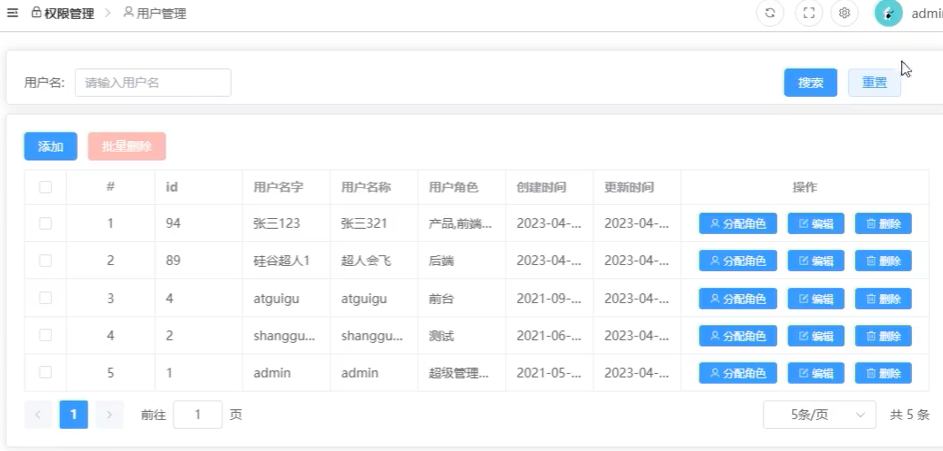 权限管理 用户管理 admin
用户名: 请输入用户名 搜索 重置
添加 批量删除
# id 用户名字 用户名称 用户角色 创建时间 更新时间 操作
1 94 张三123 张三321 产品,前端... 2023-04-... 2023-04-... 分配角色 编辑 删除
2 89 硅谷超人1 超人会飞 后端 2023-04-... 2023-04-... 分配角色 编辑 删除
3 4 atguigu atguigu 前台 2021-09-... 2023-04-... 分配角色 编辑 删除
4 2 shanggu... shanggu... 测试 2021-06-... 2023-04-... 分配角色 编辑 删除
5 1 admin admin 超级管理... 2021-05-... 2023-04-... 分配角色 编辑 删除
1 前往 1 页 5条/页 共 5 条